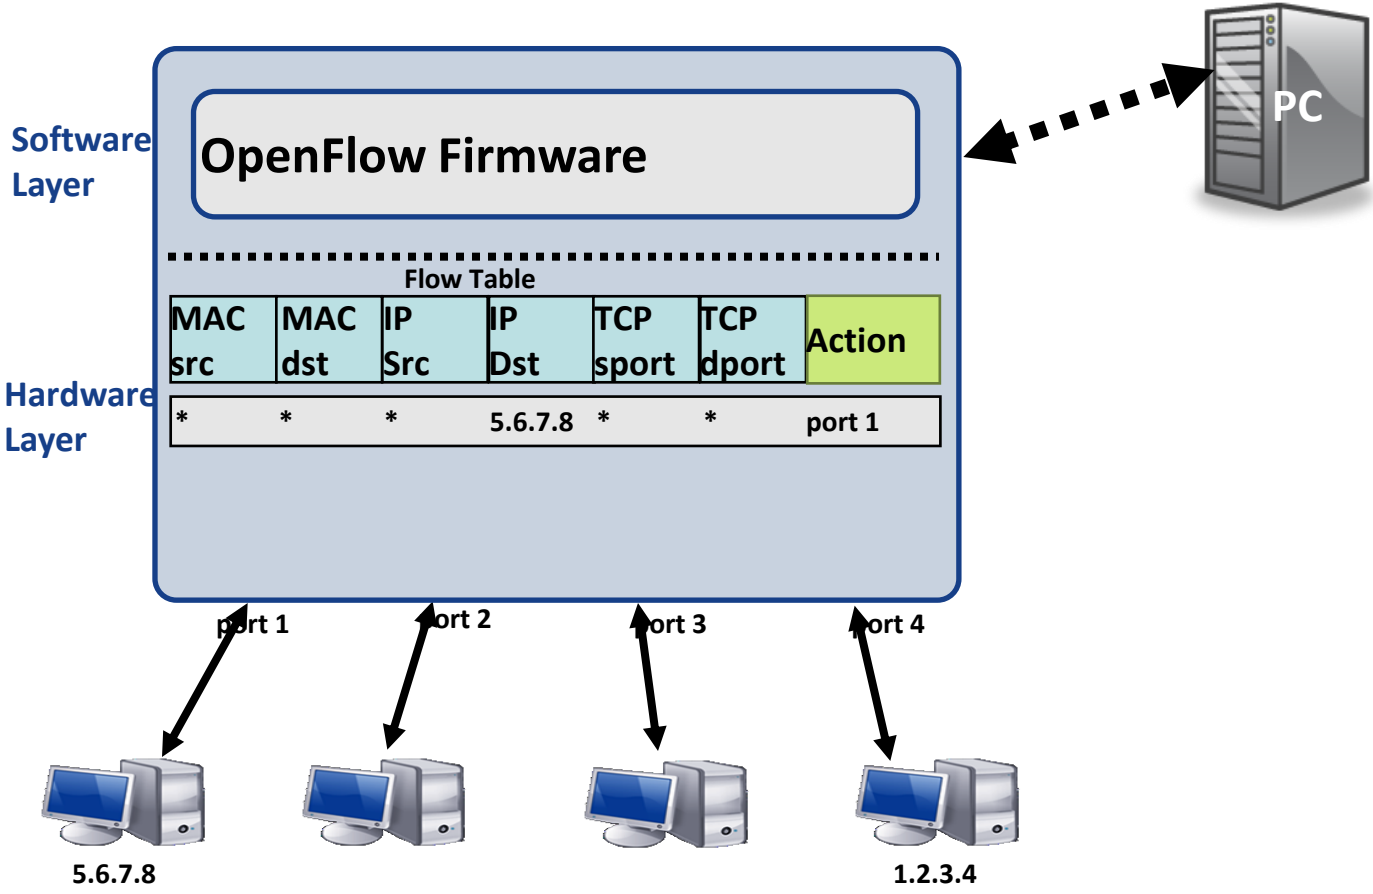 PC
Software
Layer
OpenFlow Firmware
Flow Table
MAC src
MAC dst
IP Src
IP Dst
TCP sport
TCP dport
Action
Hardware
Layer
* * * 5.6.7.8 * * port 1
port 1
port 2
port 3
port 4
5.6.7.8
1.2.3.4